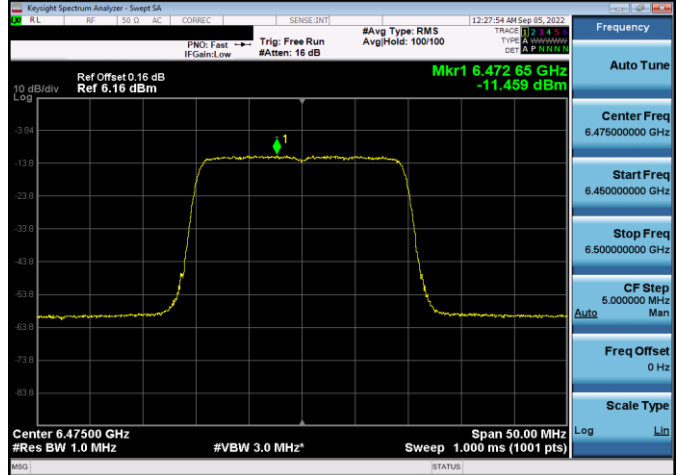 Keysight Spectrum Analyzer - Swept SA
RL RF 50 Ω AC CORREC SENSE:INT 12:27:54 AM Sep 05, 2022
PNO: Fast Trig: Free Run #Avg Type: RMS TRACE 1 2 3 4 5 6
IFGain:Low #Atten: 16 dB Avg|Hold: 100/100 TYPE A WWWWW
DET A P N N N N
Mkr1 6.472 65 GHz
-11.459 dBm
Ref Offset 0.16 dB
10 dB/div Ref 6.16 dBm
Log
1
-3.84
-13.8
-23.8
-33.8
-43.8
-53.8
-63.8
-73.8
-83.8
Center 6.47500 GHz Span 50.00 MHz
#Res BW 1.0 MHz #VBW 3.0 MHz* Sweep 1.000 ms (1001 pts)
MSG STATUS
Frequency
Auto Tune
Center Freq
6.475000000 GHz
Start Freq
6.450000000 GHz
Stop Freq
6.500000000 GHz
CF Step
5.000000 MHz
Auto Man
Freq Offset
0 Hz
Scale Type
Log Lin